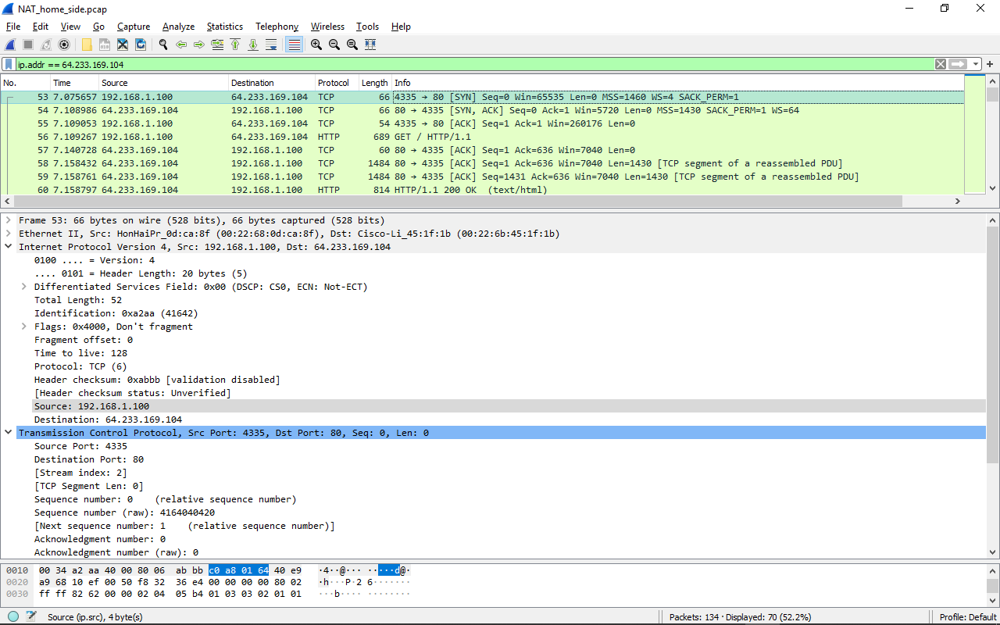 NAT_home_side.pcap
File Edit View Go Capture Analyze Statistics Telephony Wireless Tools Help
ip.addr == 64.233.169.104
No. Time Source Destination Protocol Length Info
53 7.075657 192.168.1.100 64.233.169.104 TCP 66 4335 → 80 [SYN] Seq=0 Win=65535 Len=0 MSS=1460 WS=4 SACK_PERM=1
54 7.108986 64.233.169.104 192.168.1.100 TCP 66 80 → 4335 [SYN, ACK] Seq=0 Ack=1 Win=5720 Len=0 MSS=1430 SACK_PERM=1 WS=64
55 7.109053 192.168.1.100 64.233.169.104 TCP 54 4335 → 80 [ACK] Seq=1 Ack=1 Win=260176 Len=0
56 7.109267 192.168.1.100 64.233.169.104 HTTP 689 GET / HTTP/1.1
57 7.140728 64.233.169.104 192.168.1.100 TCP 60 80 → 4335 [ACK] Seq=1 Ack=636 Win=7040 Len=0
58 7.158432 64.233.169.104 192.168.1.100 TCP 1484 80 → 4335 [ACK] Seq=1 Ack=636 Win=7040 Len=1430 [TCP segment of a reassembled PDU]
59 7.158761 64.233.169.104 192.168.1.100 TCP 1484 80 → 4335 [ACK] Seq=1431 Ack=636 Win=7040 Len=1430 [TCP segment of a reassembled PDU]
60 7.158797 64.233.169.104 192.168.1.100 HTTP 814 HTTP/1.1 200 OK (text/html)
Frame 53: 66 bytes on wire (528 bits), 66 bytes captured (528 bits)
Ethernet II, Src: HonHaiPr_0d:ca:8f (00:22:68:0d:ca:8f), Dst: Cisco-Li_45:1f:1b (00:22:6b:45:1f:1b)
Internet Protocol Version 4, Src: 192.168.1.100, Dst: 64.233.169.104
0100 .... = Version: 4
.... 0101 = Header Length: 20 bytes (5)
Differentiated Services Field: 0x00 (DSCP: CS0, ECN: Not-ECT)
Total Length: 52
Identification: 0xa2aa (41642)
Flags: 0x4000, Don't fragment
Fragment offset: 0
Time to live: 128
Protocol: TCP (6)
Header checksum: 0xabbb [validation disabled]
[Header checksum status: Unverified]
Source: 192.168.1.100
Destination: 64.233.169.104
Transmission Control Protocol, Src Port: 4335, Dst Port: 80, Seq: 0, Len: 0
Source Port: 4335
Destination Port: 80
[Stream index: 2]
[TCP Segment Len: 0]
Sequence number: 0 (relative sequence number)
Sequence number (raw): 4164040420
[Next sequence number: 1 (relative sequence number)]
Acknowledgment number: 0
Acknowledgment number (raw): 0
0010 00 34 a2 aa 40 00 80 06 ab bb c0 a8 01 64 40 e9 ·4··@··· ·····d@·
0020 a9 68 10 ef 00 50 f8 32 36 e4 00 00 00 00 80 02 ·h···P·2 6·······
0030 ff ff 82 62 00 00 02 04 05 b4 01 03 03 02 01 01 ···b···· ········
Source (ip.src), 4 byte(s) Packets: 134 · Displayed: 70 (52.2%) Profile: Default